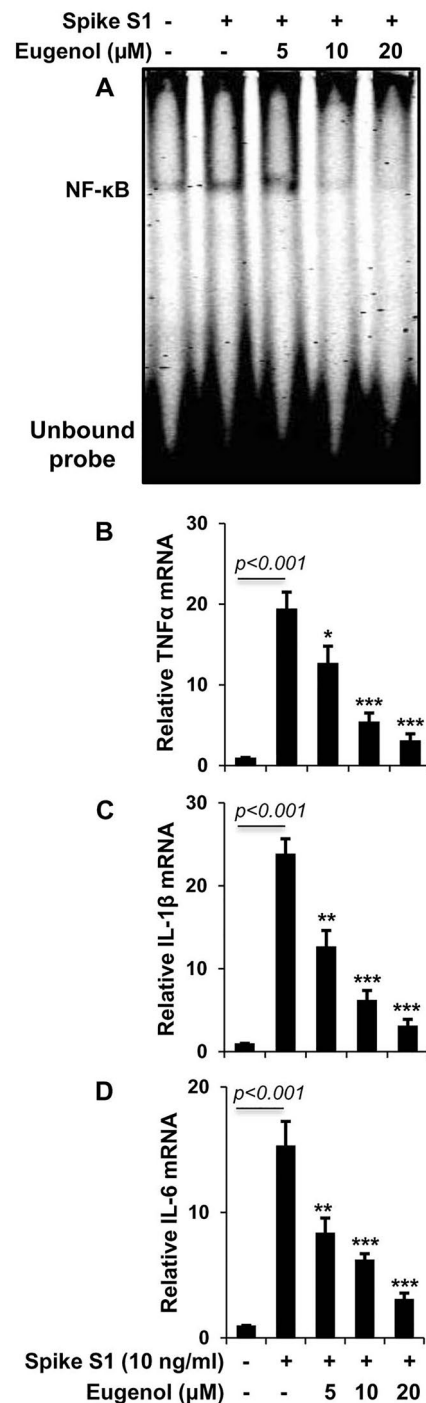 Spike S1 - + + + +
Eugenol (μM) - - 5 10 20
A
NF-κB
Unbound
probe
B
Relative TNFα mRNA
30
20
10
0
p<0.001
*
***
***
C
Relative IL-1β mRNA
30
20
10
0
p<0.001
**
***
***
D
Relative IL-6 mRNA
20
10
0
p<0.001
**
***
***
Spike S1 (10 ng/ml) - + + + +
Eugenol (μM) - - 5 10 20